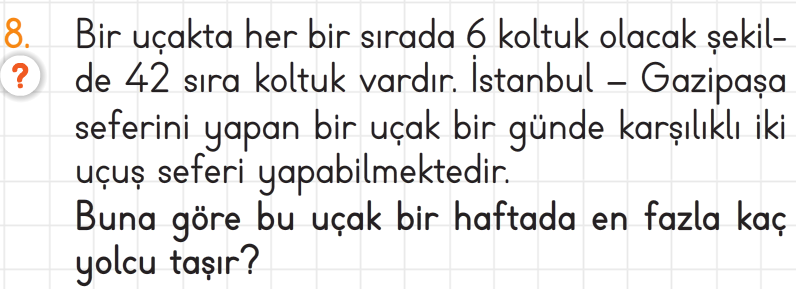 8. Bir uçakta her bir sırada 6 koltuk olacak şekil-
? de 42 sıra koltuk vardır. İstanbul – Gazipaşa
seferini yapan bir uçak bir günde karşılıklı iki
uçuş seferi yapabilmektedir.
Buna göre bu uçak bir haftada en fazla kaç
yolcu taşır?